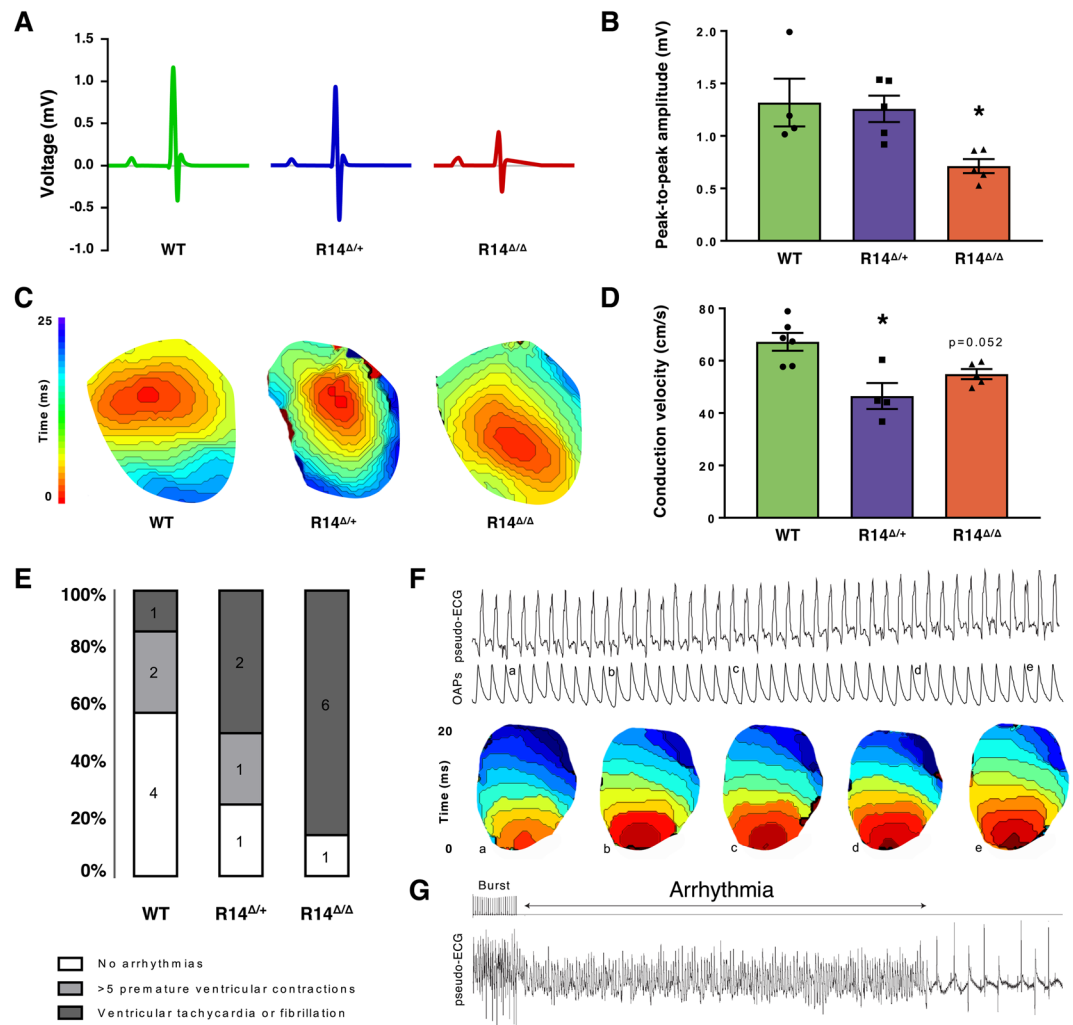 A
Voltage (mV)
1.5
1.0
0.5
0.0
-0.5
-1.0
WT
R14Δ/+
R14Δ/Δ
B
Peak-to-peak amplitude (mV)
2.0
1.5
1.0
0.5
0.0
*
WT
R14Δ/+
R14Δ/Δ
C
25
Time (ms)
0
WT
R14Δ/+
R14Δ/Δ
D
Conduction velocity (cm/s)
80
60
40
20
0
*
p=0.052
WT
R14Δ/+
R14Δ/Δ
E
100%
80%
60%
40%
20%
0%
1
2
4
2
1
1
6
1
WT
R14Δ/+
R14Δ/Δ
No arrhythmias
>5 premature ventricular contractions
Ventricular tachycardia or fibrillation
F
pseudo-ECG
OAPs
a b c d e
20
Time (ms)
0
a b c d e
G
Burst
Arrhythmia
pseudo-ECG